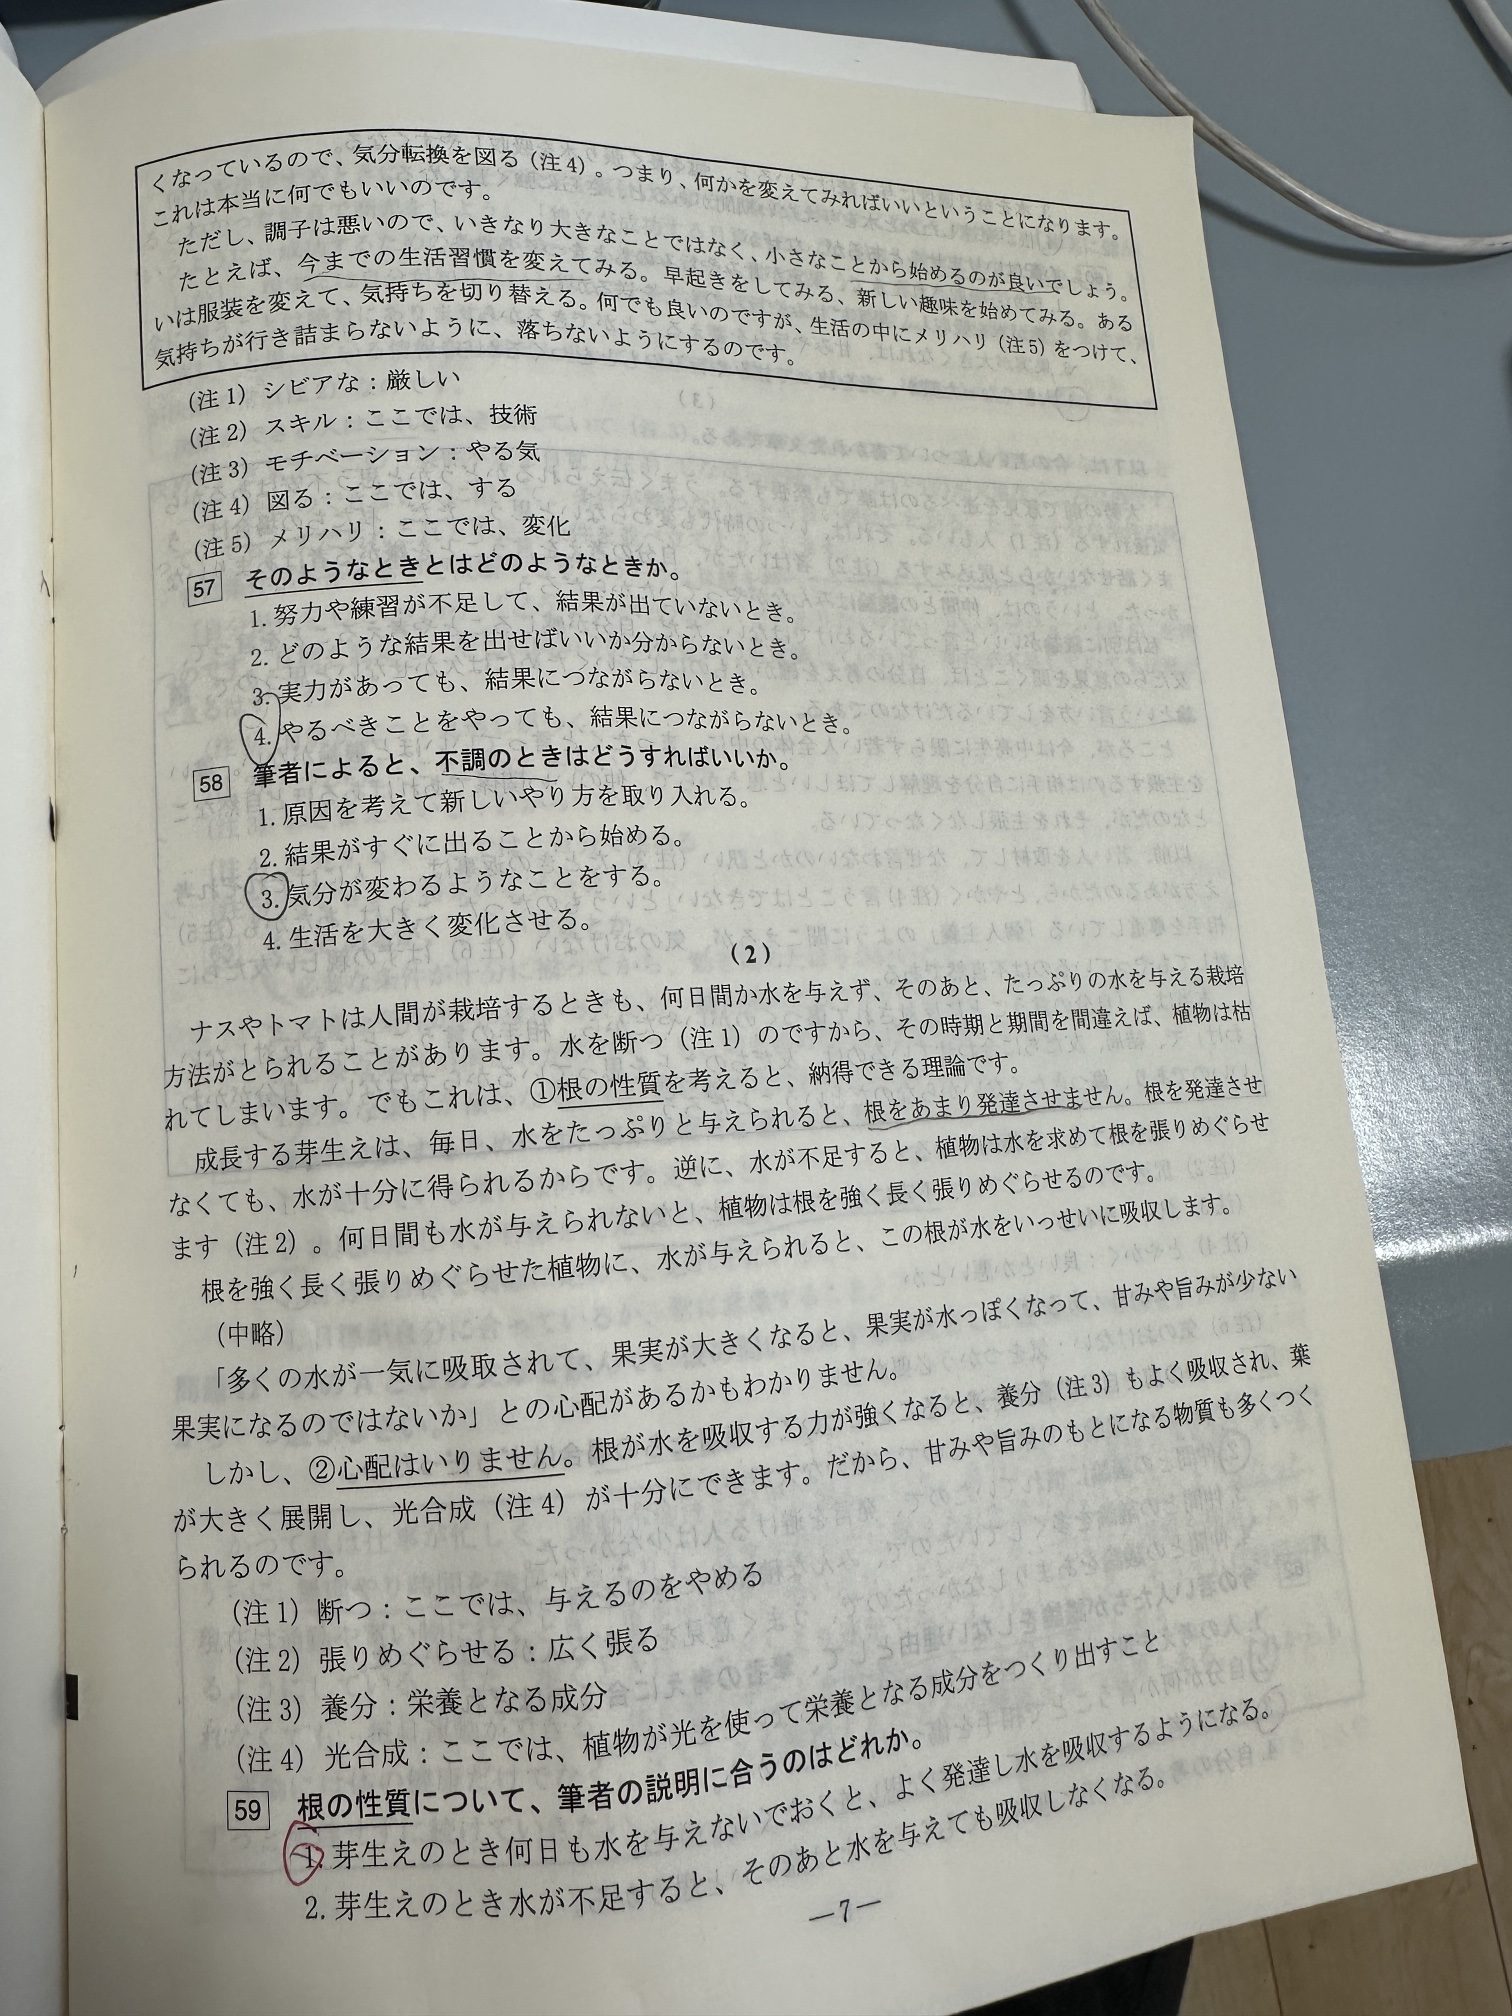 くなっているので、気分転換を図る（注4）。つまり、何かを変えてみればいいということになります。
これは本当に何でもいいのです。
ただし、調子は悪いので、いきなり大きなことではなく、小さなことから始めるのが良いでしょう。
たとえば、今までの生活習慣を変えてみる。早起きをしてみる、新しい趣味を始めてみる。ある
いは服装を変えて、気持ちを切り替える。何でも良いのですが、生活の中にメリハリ（注5）をつけて、
気持ちが行き詰まらないように、落ちないようにするのです。
（注1）シビアな：厳しい
（注2）スキル：ここでは、技術
（注3）モチベーション：やる気
（注4）図る：ここでは、する
（注5）メリハリ：ここでは、変化
57 そのようなときとはどのようなときか。
1. 努力や練習が不足して、結果が出ていないとき。
2. どのような結果を出せばいいか分からないとき。
3. 実力があっても、結果につながらないとき。
4. やるべきことをやっても、結果につながらないとき。
58 筆者によると、不調のときはどうすればいいか。
1. 原因を考えて新しいやり方を取り入れる。
2. 結果がすぐに出ることから始める。
3. 気分が変わるようなことをする。
4. 生活を大きく変化させる。
（2）
ナスやトマトは人間が栽培するときも、何日間か水を与えず、そのあと、たっぷりの水を与える栽培
方法がとられることがあります。水を断つ（注1）のですから、その時期と期間を間違えば、植物は枯
れてしまいます。でもこれは、①根の性質を考えると、納得できる理論です。
成長する芽生えは、毎日、水をたっぷりと与えられると、根をあまり発達させません。根を発達させ
なくても、水が十分に得られるからです。逆に、水が不足すると、植物は水を求めて根を張りめぐらせ
ます（注2）。何日間も水が与えられないと、植物は根を強く長く張りめぐらせるのです。
根を強く長く張りめぐらせた植物に、水が与えられると、この根が水をいっせいに吸収します。
（中略）
「多くの水が一気に吸取されて、果実が大きくなると、果実が水っぽくなって、甘みや旨みが少ない
果実になるのではないか」との心配があるかもわかりません。
しかし、②心配はいりません。根が水を吸収する力が強くなると、養分（注3）もよく吸収され、葉
が大きく展開し、光合成（注4）が十分にできます。だから、甘みや旨みのもとになる物質も多くつく
られるのです。
（注1）断つ：ここでは、与えるのをやめる
（注2）張りめぐらせる：広く張る
（注3）養分：栄養となる成分
（注4）光合成：ここでは、植物が光を使って栄養となる成分をつくり出すこと
59 根の性質について、筆者の説明に合うのはどれか。
1. 芽生えのとき何日も水を与えないでおくと、よく発達し水を吸収するようになる。
2. 芽生えのとき水が不足すると、そのあと水を与えても吸収しなくなる。
—7—